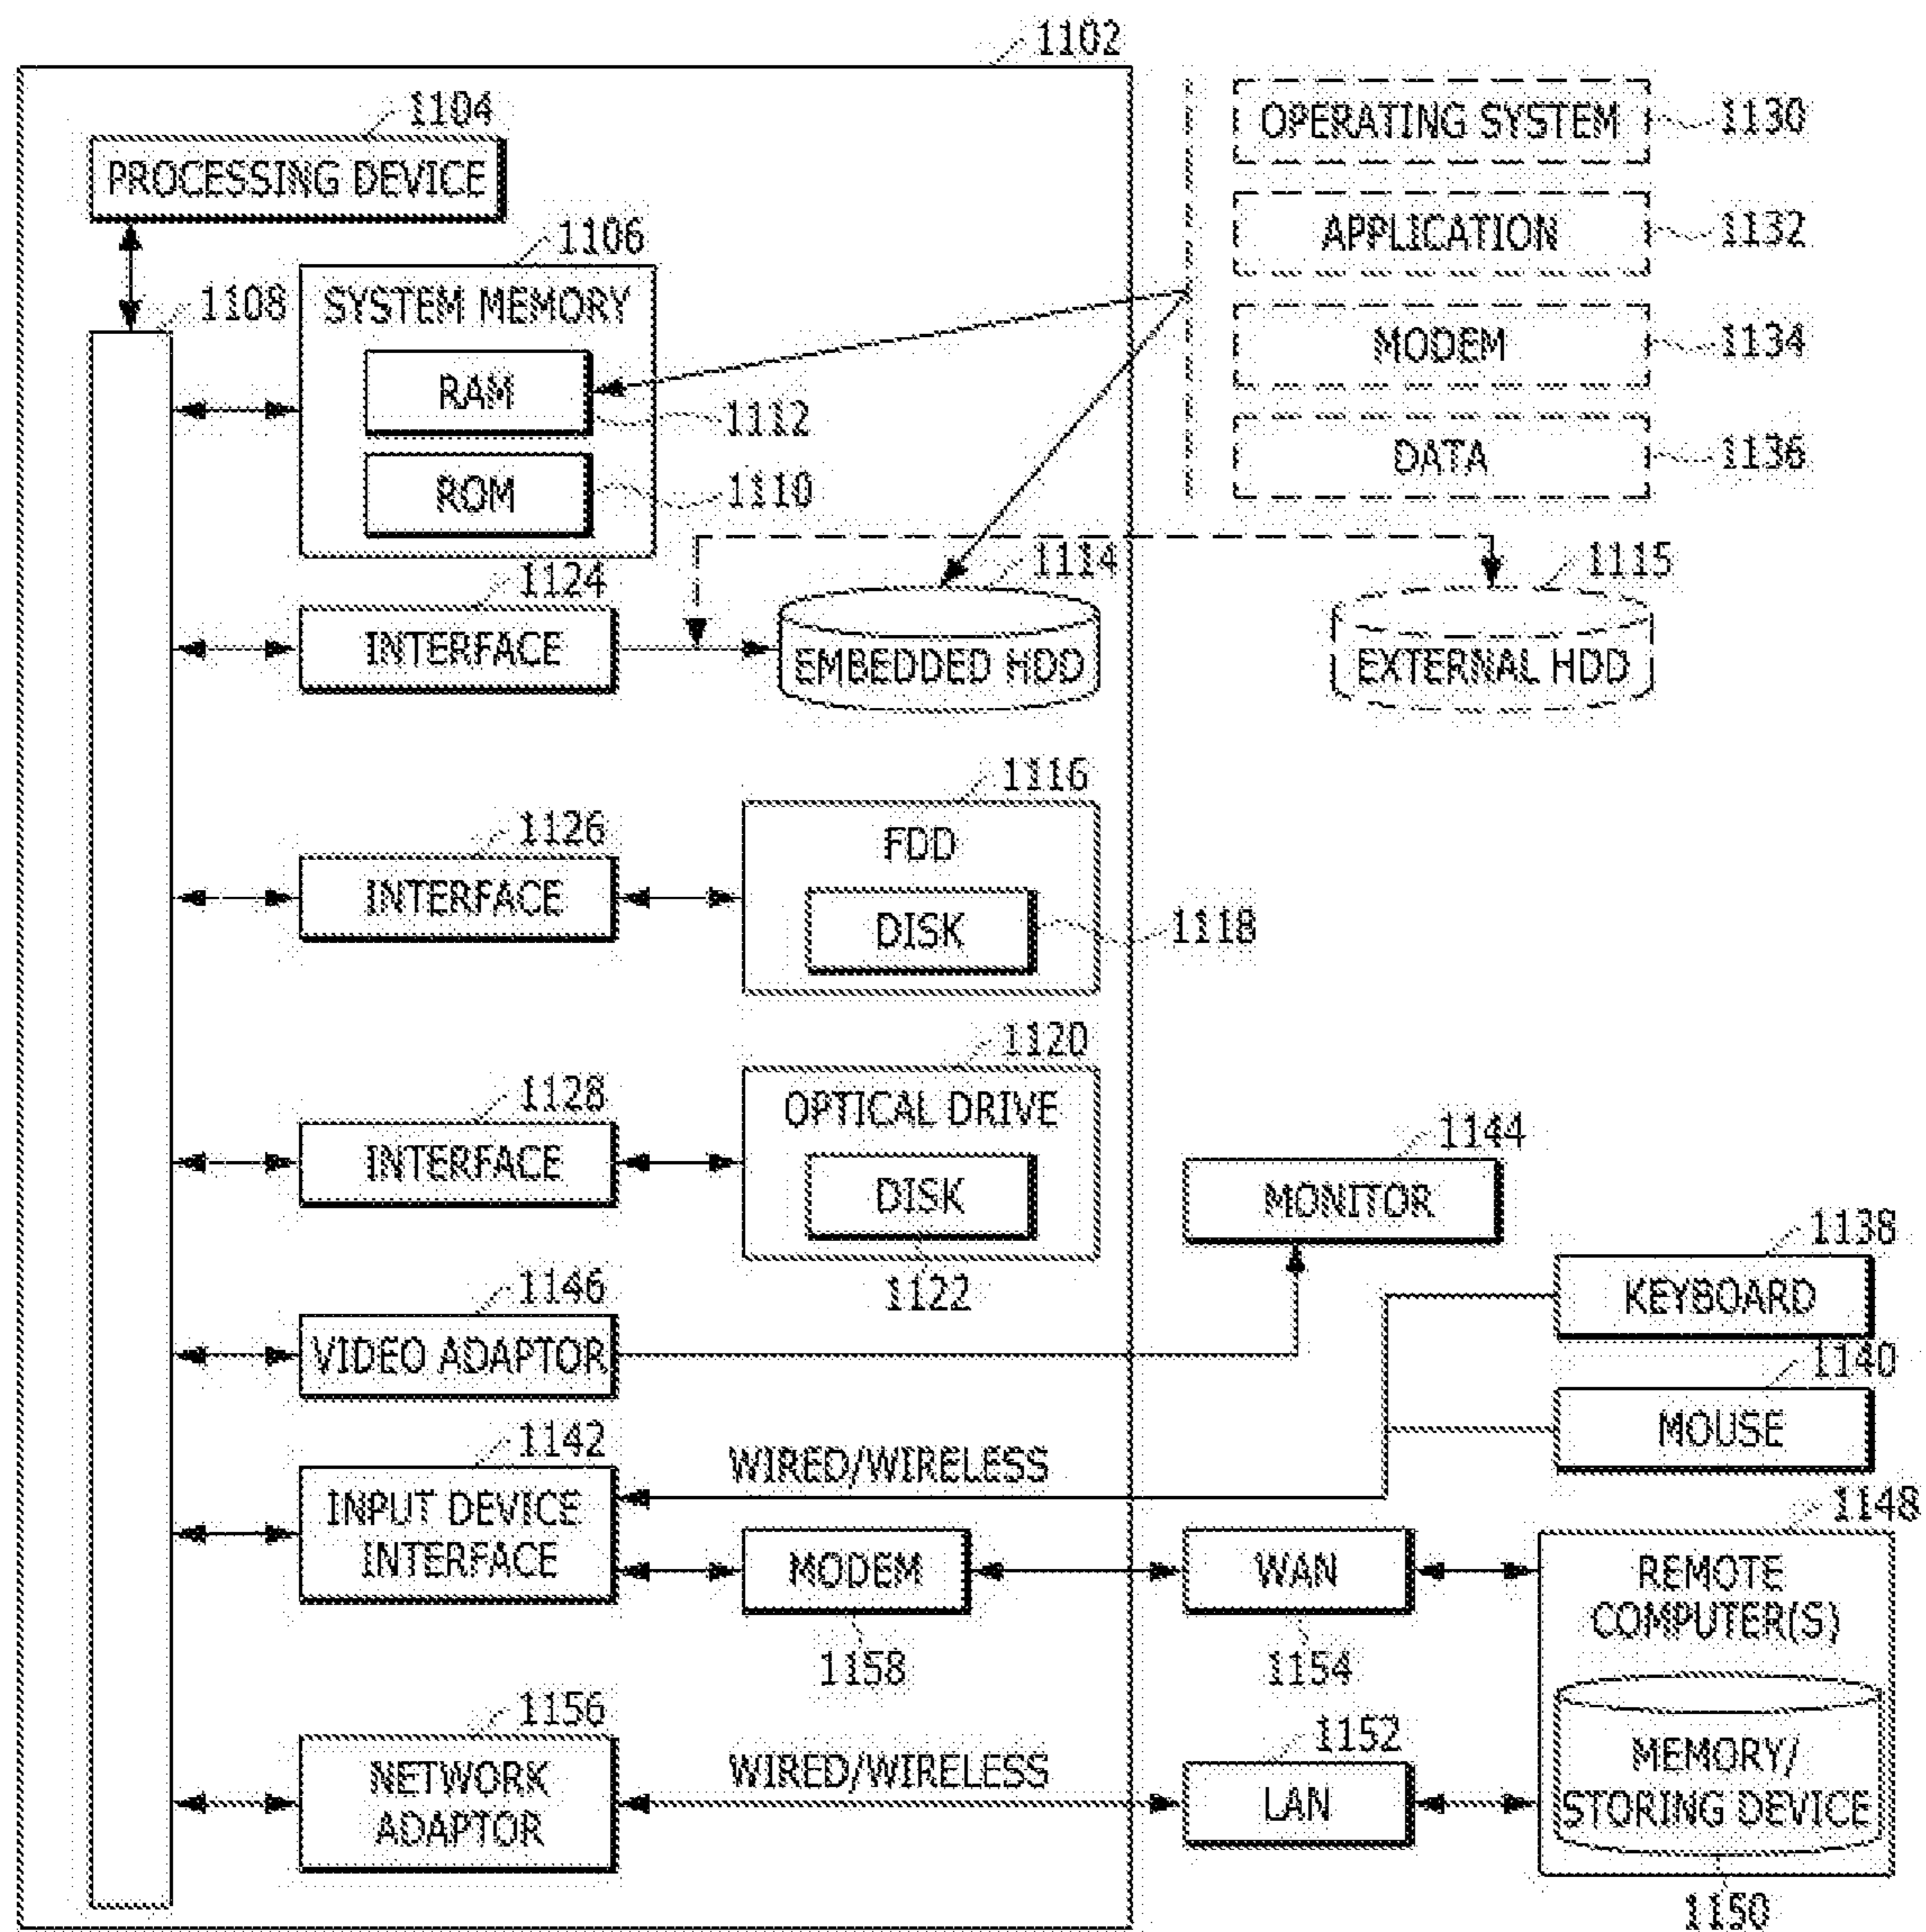 1102
1104
PROCESSING DEVICE
OPERATING SYSTEM
1130
1106
APPLICATION
1132
1108
SYSTEM MEMORY
RAM
1112
MODEM
1134
ROM
1110
DATA
1136
1124
INTERFACE
1114
EMBEDDED HDD
1115
EXTERNAL HDD
1126
INTERFACE
1116
FDD
DISK
1118
1128
INTERFACE
1120
OPTICAL DRIVE
DISK
1122
1144
MONITOR
1138
KEYBOARD
1146
VIDEO ADAPTOR
1140
MOUSE
1142
INPUT DEVICE
INTERFACE
WIRED/WIRELESS
MODEM
1158
WAN
1154
1148
REMOTE
COMPUTER(S)
1156
NETWORK
ADAPTOR
WIRED/WIRELESS
1152
LAN
MEMORY/
STORING DEVICE
1150